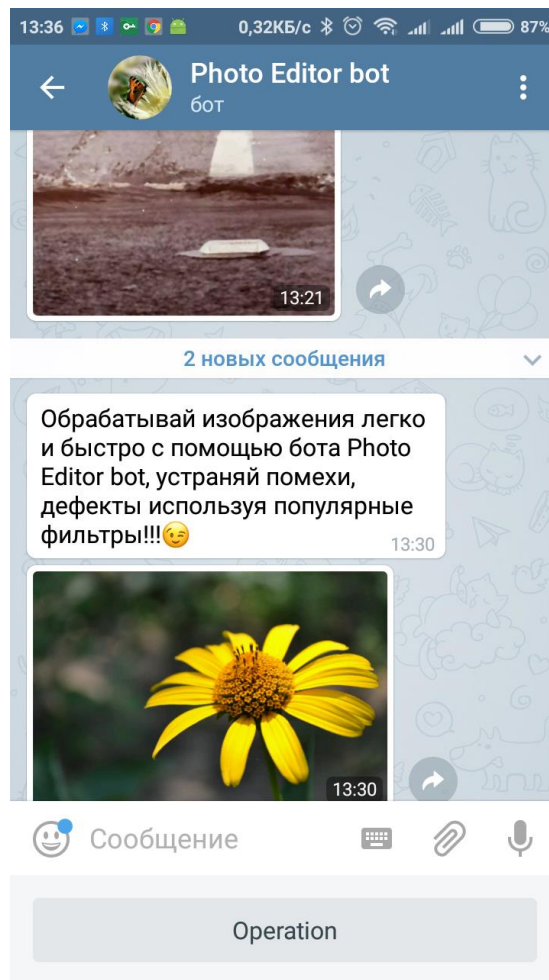 13:36 0,32КБ/с 87%
Photo Editor bot
бот
13:21
2 новых сообщения
Обрабатывай изображения легко
и быстро с помощью бота Photo
Editor bot, устраняй помехи,
дефекты используя популярные
фильтры!!!😉
13:30
13:30
Сообщение
Operation